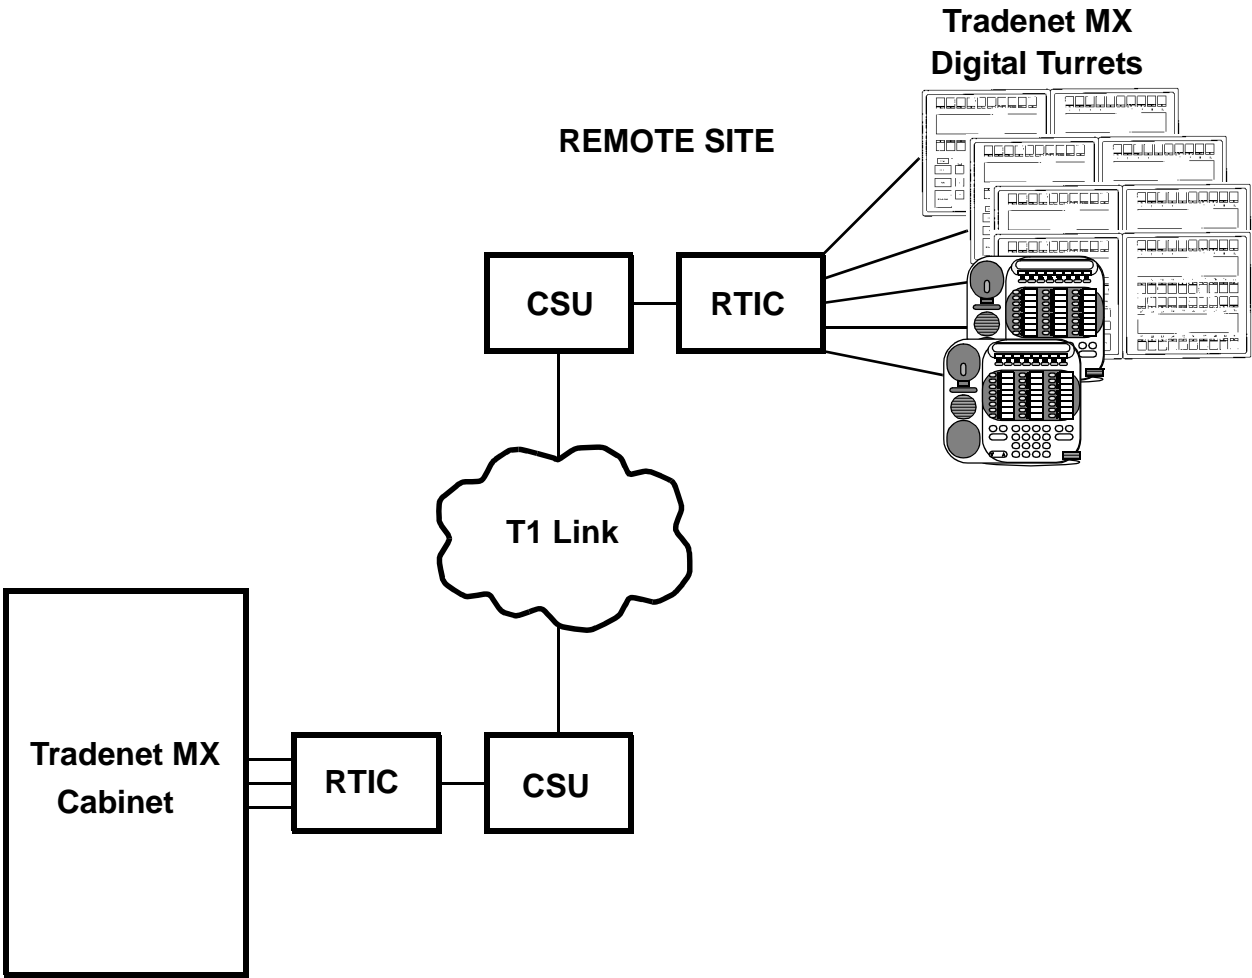 Tradenet MX
Digital Turrets
REMOTE SITE
CSU
RTIC
T1 Link
Tradenet MX
Cabinet
RTIC
CSU